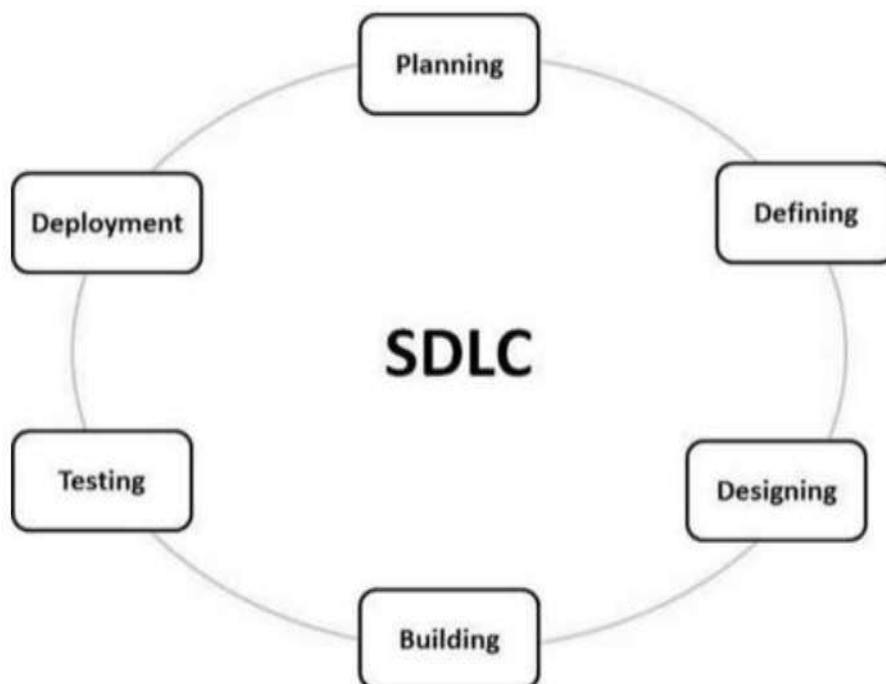 Planning
Defining
Designing
Building
Testing
Deployment
SDLC